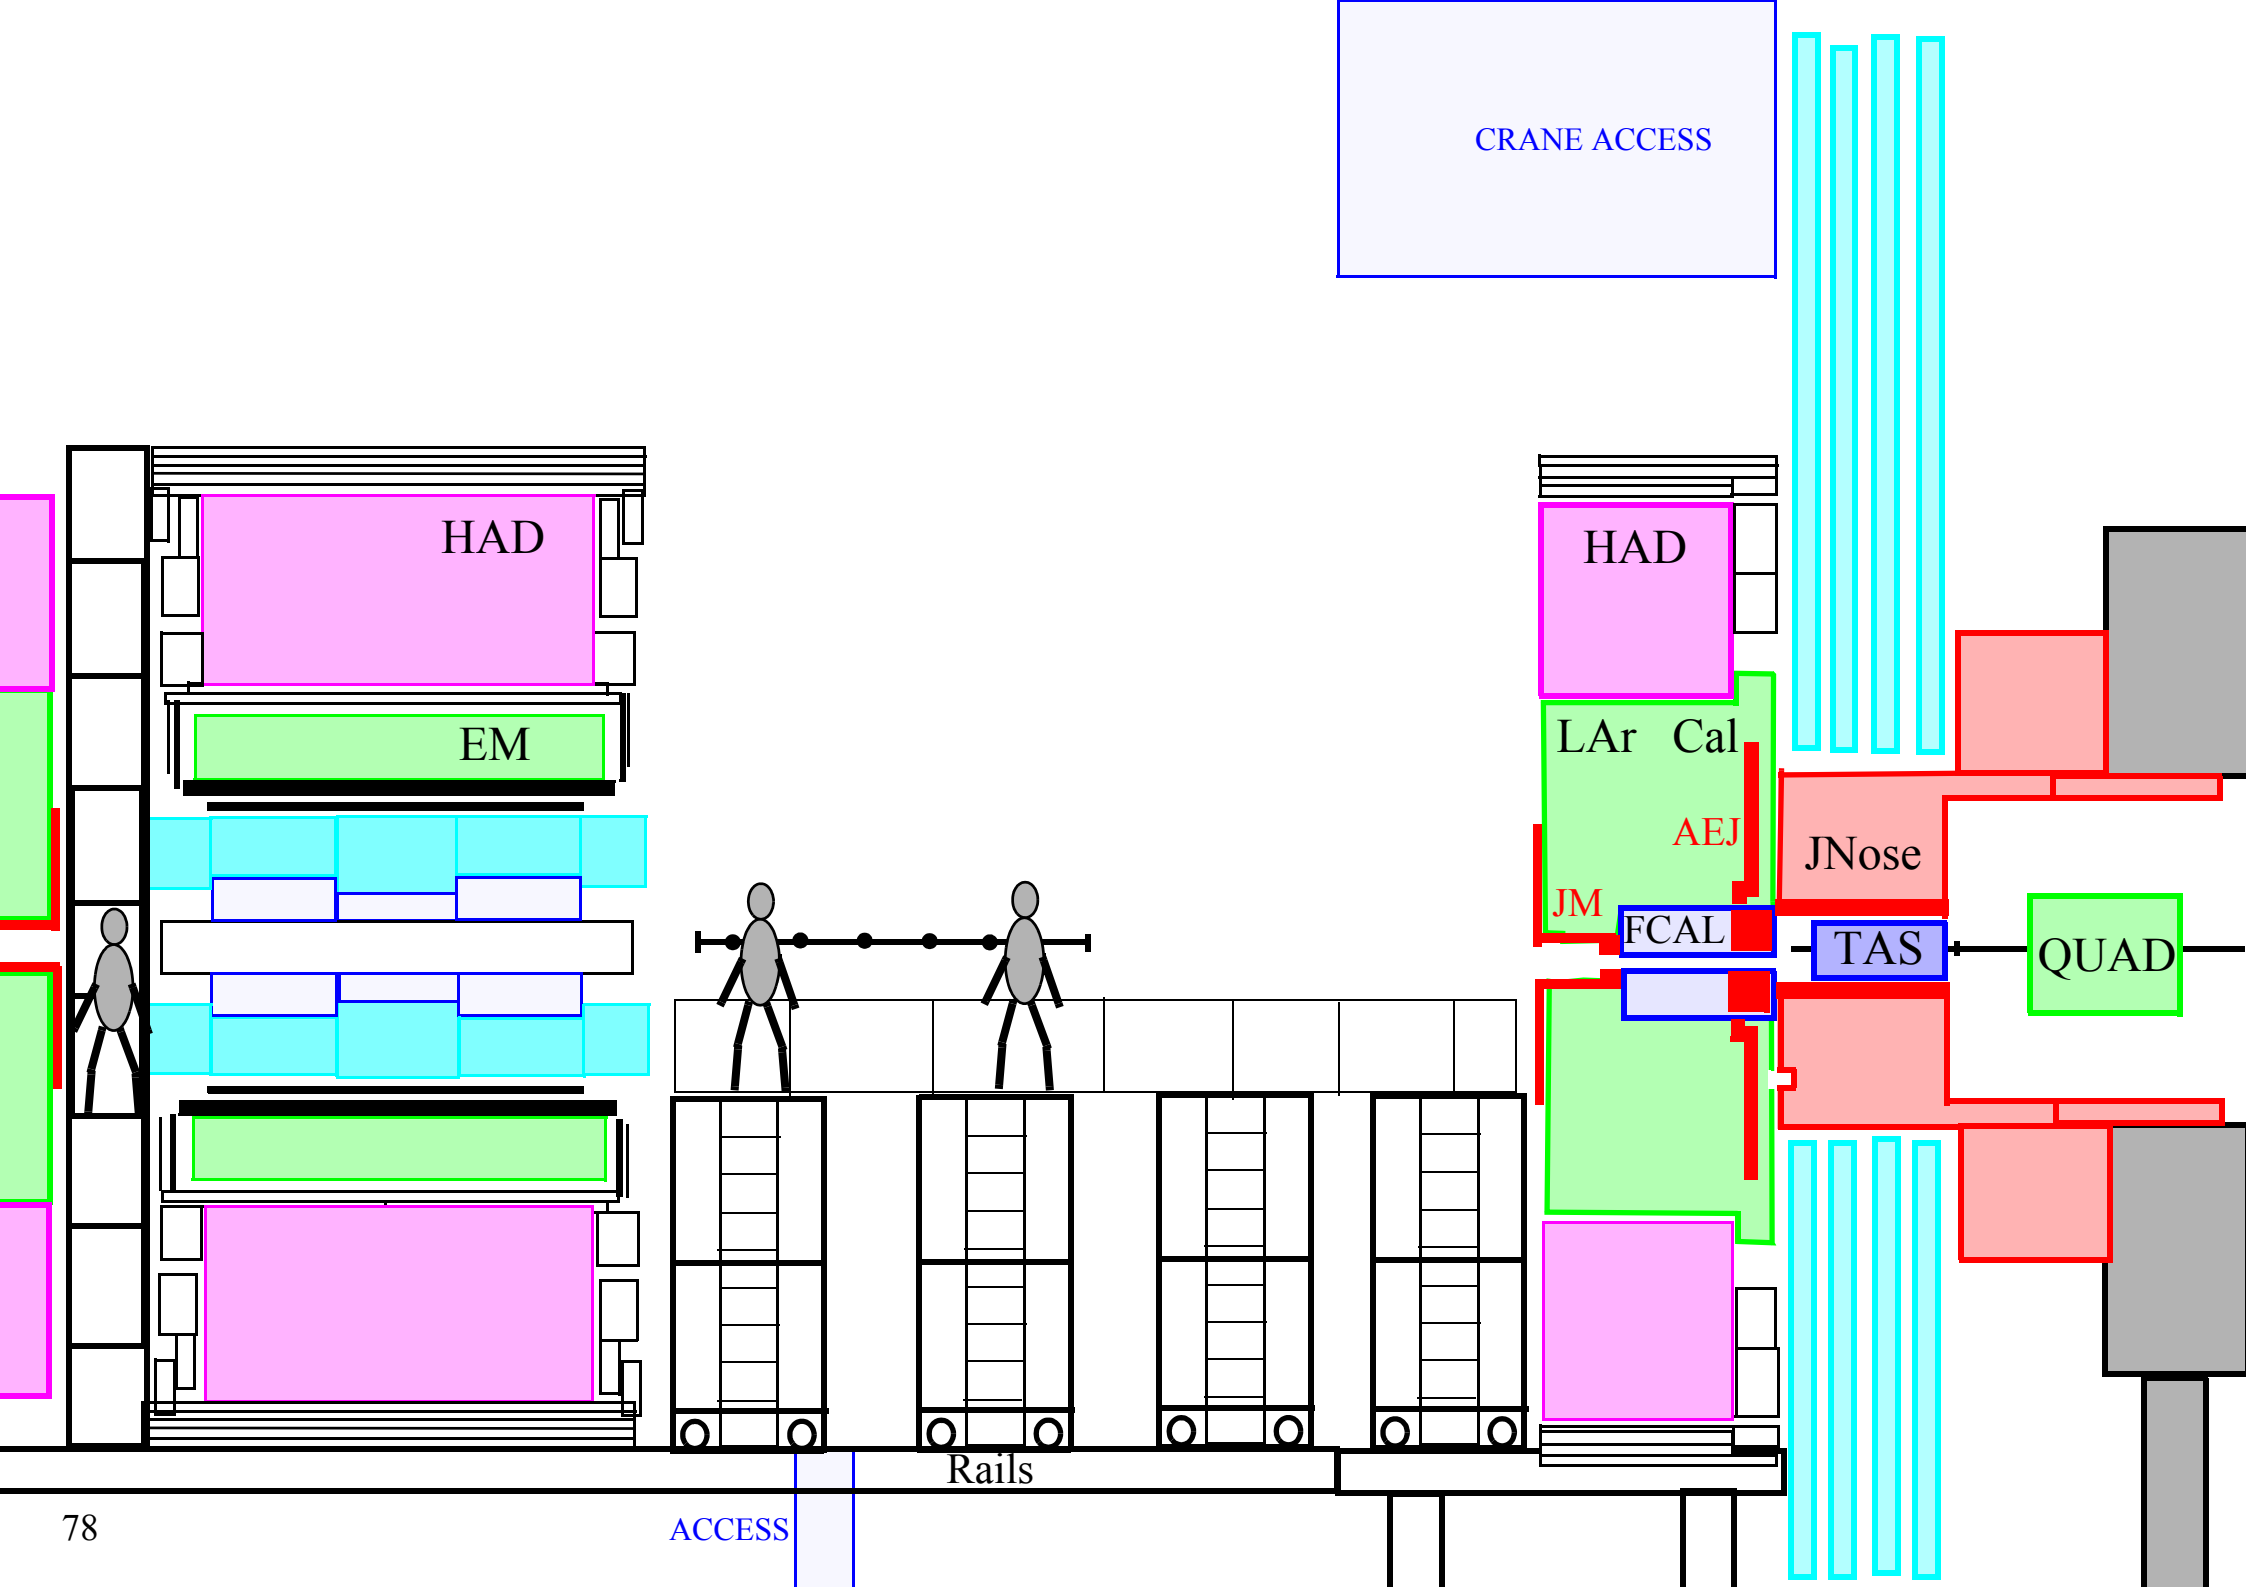 CRANE ACCESS
HAD
HAD
EM
LAr Cal
AEJ
JNose
JM
FCAL
TAS
QUAD
Rails
ACCESS
78